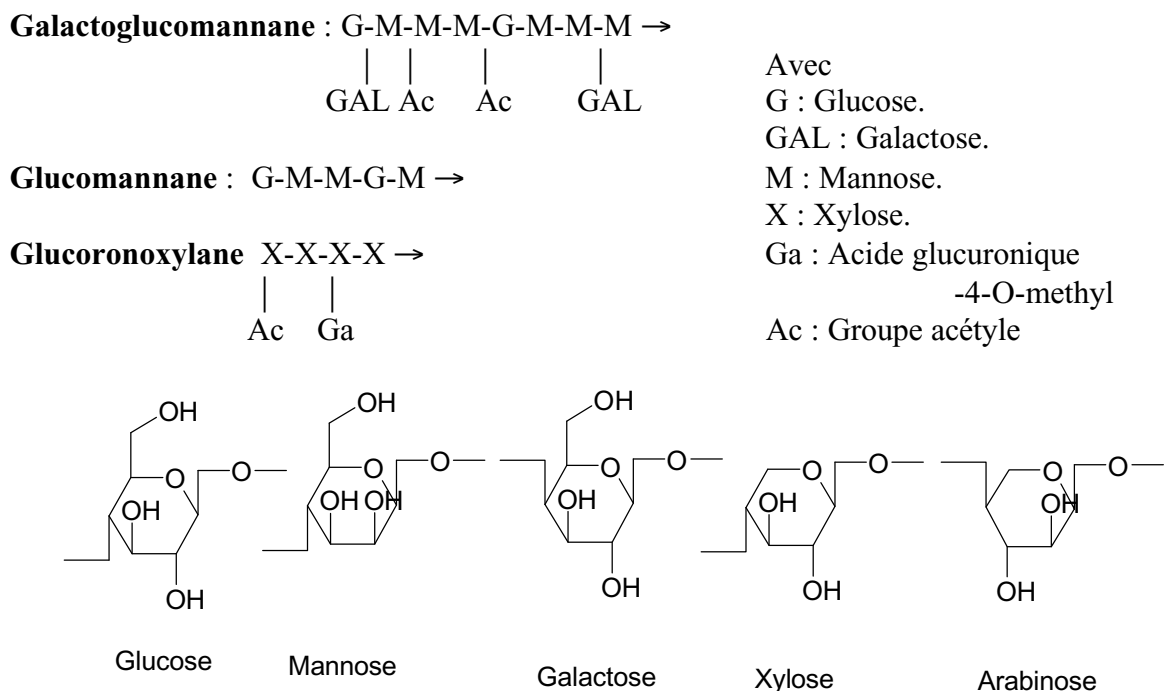 Galactoglucomannane : G-M-M-M-G-M-M-M →
GAL Ac Ac GAL
Glucomannane : G-M-M-G-M →
Glucoronoxylane X-X-X-X →
Ac Ga
Avec
G : Glucose.
GAL : Galactose.
M : Mannose.
X : Xylose.
Ga : Acide glucuronique
-4-O-methyl
Ac : Groupe acétyle
OH
O
O
OH
OH
Glucose
OH
O
O
OH OH
Mannose
OH
O
O
OH
OH
Galactose
O
O
OH
OH
Xylose
O
O
OH
OH
Arabinose